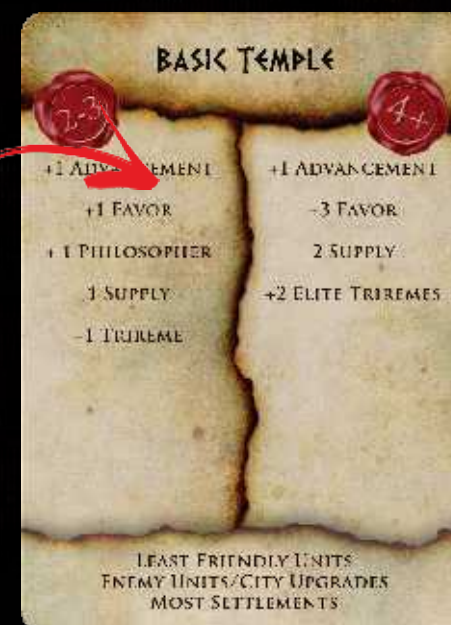 BASIC TEMPLE
2-3
4+
+1 ADVANCEMENT
+1 FAVOR
+1 PHILOSOPHER
1 SUPPLY
-1 TRIREME
+1 ADVANCEMENT
-3 FAVOR
2 SUPPLY
+2 ELITE TRIREMES
LEAST FRIENDLY UNITS
ENEMY UNITS/CITY UPGRADES
MOST SETTLEMENTS